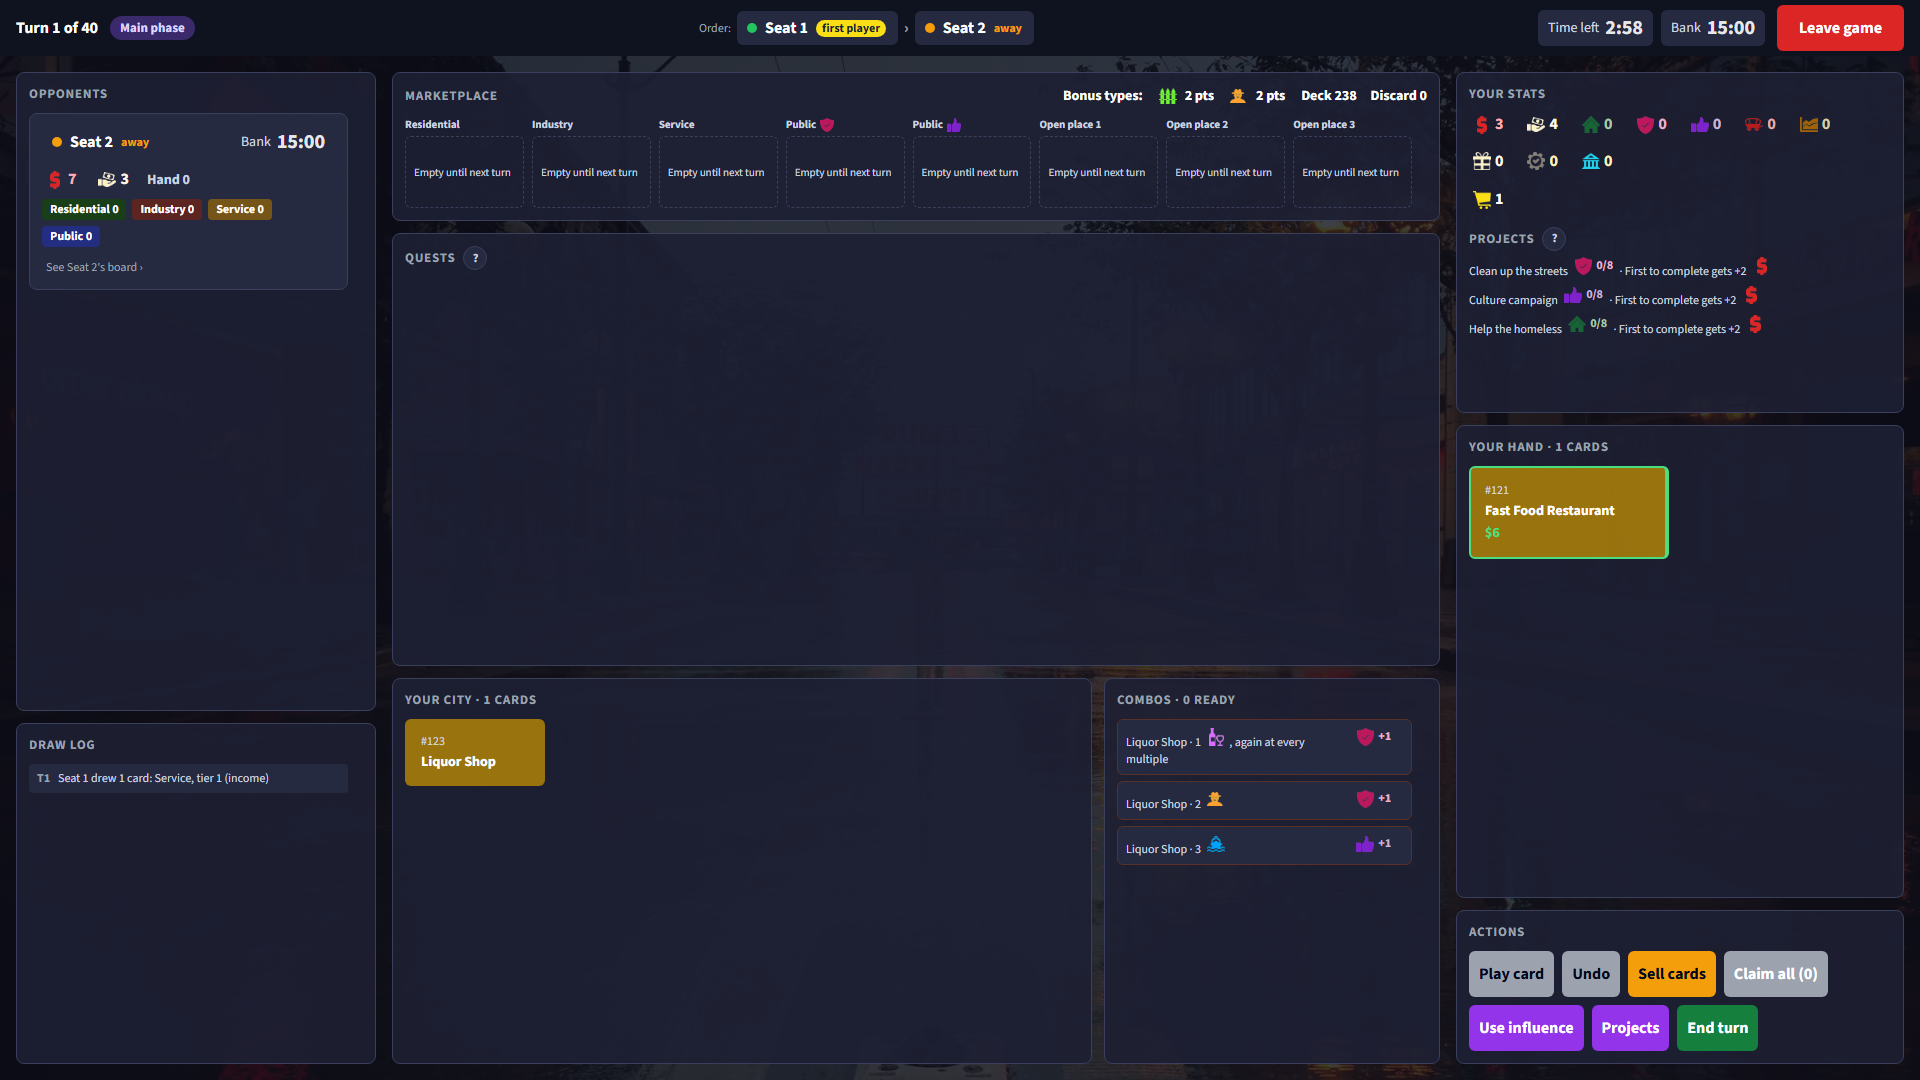 Turn 1 of 40 Main phase
Order: Seat 1 first player › Seat 2 away
Time left 2:58 Bank 15:00 Leave game
OPPONENTS
Seat 2 away Bank 15:00
7 3 Hand 0
Residential 0 Industry 0 Service 0
Public 0
See Seat 2's board ›
DRAW LOG
T1 Seat 1 drew 1 card: Service, tier 1 (income)
MARKETPLACE
Bonus types: 2 pts 2 pts Deck 238 Discard 0
Residential Industry Service Public Public Open place 1 Open place 2 Open place 3
Empty until next turn Empty until next turn Empty until next turn Empty until next turn Empty until next turn Empty until next turn Empty until next turn Empty until next turn
QUESTS ?
YOUR CITY · 1 CARDS
#123
Liquor Shop
COMBOS · 0 READY
Liquor Shop · 1 , again at every +1
multiple
Liquor Shop · 2 +1
Liquor Shop · 3 +1
YOUR STATS
3 4 0 0 0 0 0
0 0 0
1
PROJECTS ?
Clean up the streets 0/8 · First to complete gets +2
Culture campaign 0/8 · First to complete gets +2
Help the homeless 0/8 · First to complete gets +2
YOUR HAND · 1 CARDS
#121
Fast Food Restaurant
$6
ACTIONS
Play card Undo Sell cards Claim all (0)
Use influence Projects End turn